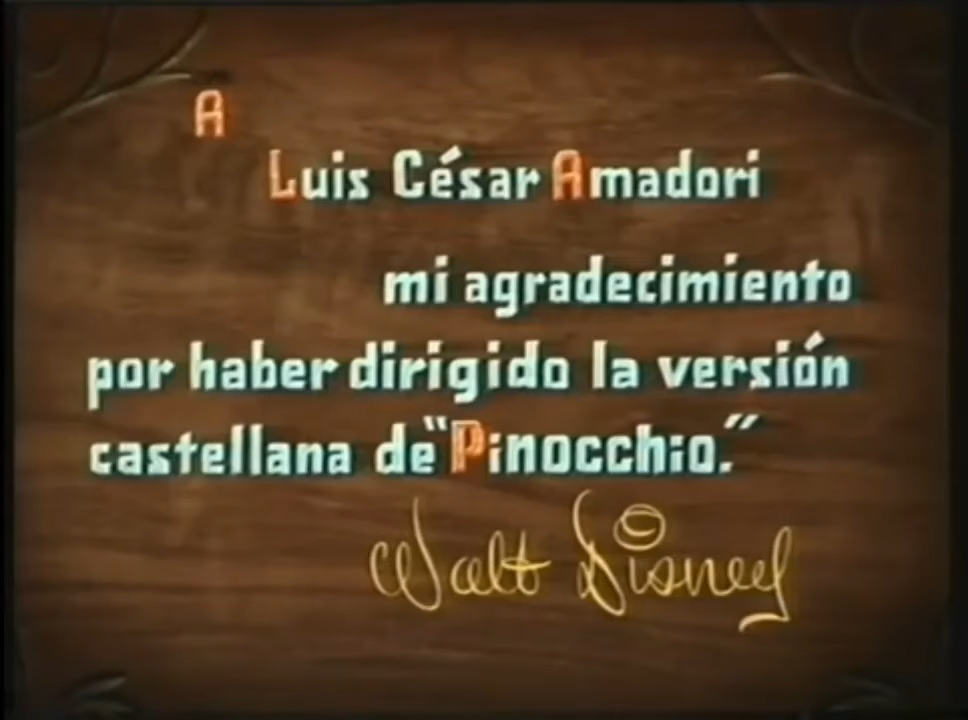 A
Luis César Amadori
mi agradecimiento
por haber dirigido la versión
castellana de "Pinocchio."
Walt Disney